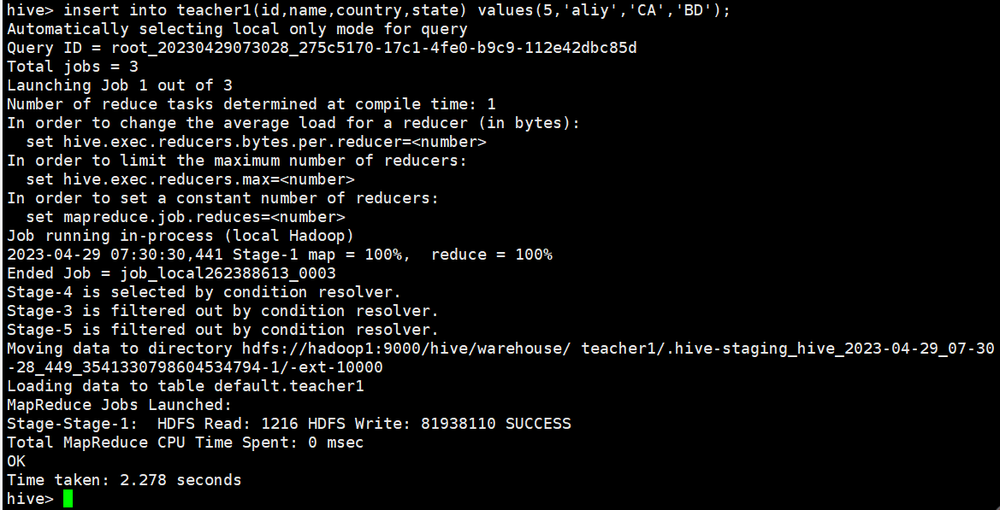 hive> insert into teacher1(id,name,country,state) values(5,'aliy','CA','BD');
Automatically selecting local only mode for query
Query ID = root_20230429073028_275c5170-17c1-4fe0-b9c9-112e42dbc85d
Total jobs = 3
Launching Job 1 out of 3
Number of reduce tasks determined at compile time: 1
In order to change the average load for a reducer (in bytes):
  set hive.exec.reducers.bytes.per.reducer=<number>
In order to limit the maximum number of reducers:
  set hive.exec.reducers.max=<number>
In order to set a constant number of reducers:
  set mapreduce.job.reduces=<number>
Job running in-process (local Hadoop)
2023-04-29 07:30:30,441 Stage-1 map = 100%,  reduce = 100%
Ended Job = job_local262388613_0003
Stage-4 is selected by condition resolver.
Stage-3 is filtered out by condition resolver.
Stage-5 is filtered out by condition resolver.
Moving data to directory hdfs://hadoop1:9000/hive/warehouse/ teacher1/.hive-staging_hive_2023-04-29_07-30
-28_449_3541330798604534794-1/-ext-10000
Loading data to table default.teacher1
MapReduce Jobs Launched:
Stage-Stage-1:  HDFS Read: 1216 HDFS Write: 81938110 SUCCESS
Total MapReduce CPU Time Spent: 0 msec
OK
Time taken: 2.278 seconds
hive>